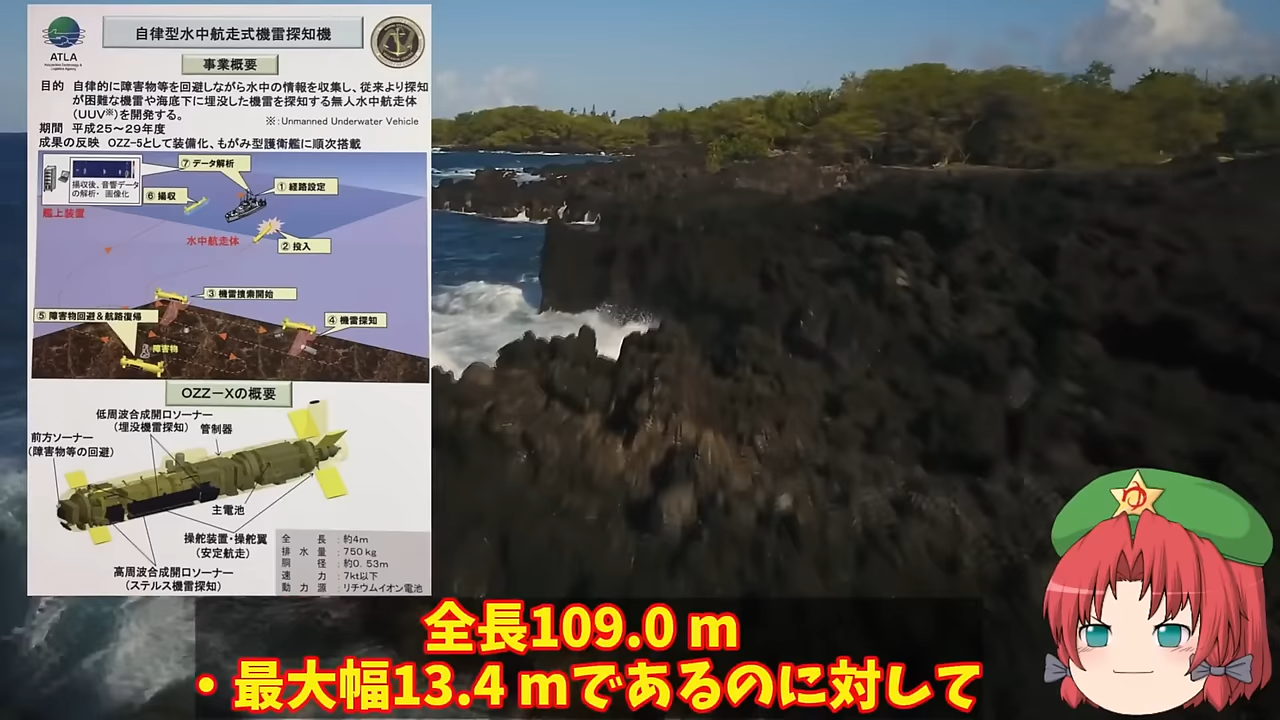 自律型水中航走式機雷探知機
ATLA
事業概要
目的 自律的に障害物等を回避しながら水中の情報を収集し、従来より探知
が困難な機雷や海底下に埋没した機雷を探知する無人水中航走体
(UUV※)を開発する。
※:Unmanned Underwater Vehicle
期間 平成25～29年度
成果の反映 OZZ-5として装備化、もがみ型護衛艦に順次搭載
⑦データ解析
揚収後、音響データ
の解析・画像化
艦上装置
⑥揚収
①経路設定
水中航走体
②投入
③機雷捜索開始
⑤障害物回避＆航路復帰
④機雷探知
障害物
OZZ－Xの概要
低周波合成開口ソーナー
(埋没機雷探知)
管制器
前方ソーナー
(障害物等の回避)
主電池
操舵装置・操舵翼
(安定航走)
高周波合成開口ソーナー
(ステルス機雷探知)
全長:約4m
排水量:750kg
胴径:約0.53m
速力:7kt以下
動力源:リチウムイオン電池
ゆ
全長109.0 m
・最大幅13.4 mであるのに対して